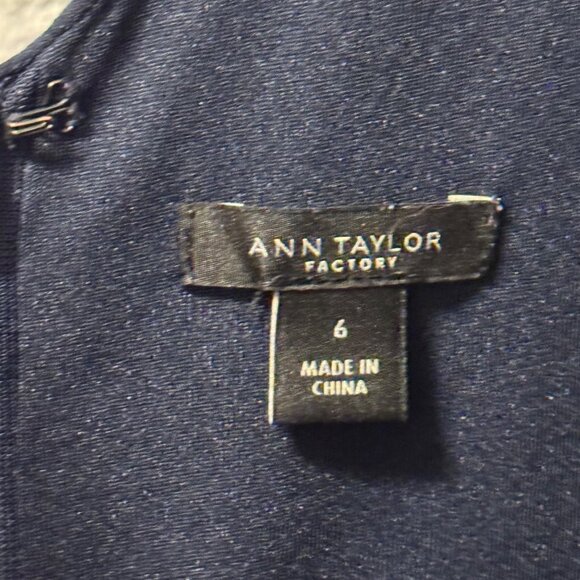 ANN TAYLOR
FACTORY
6
MADE IN
CHINA